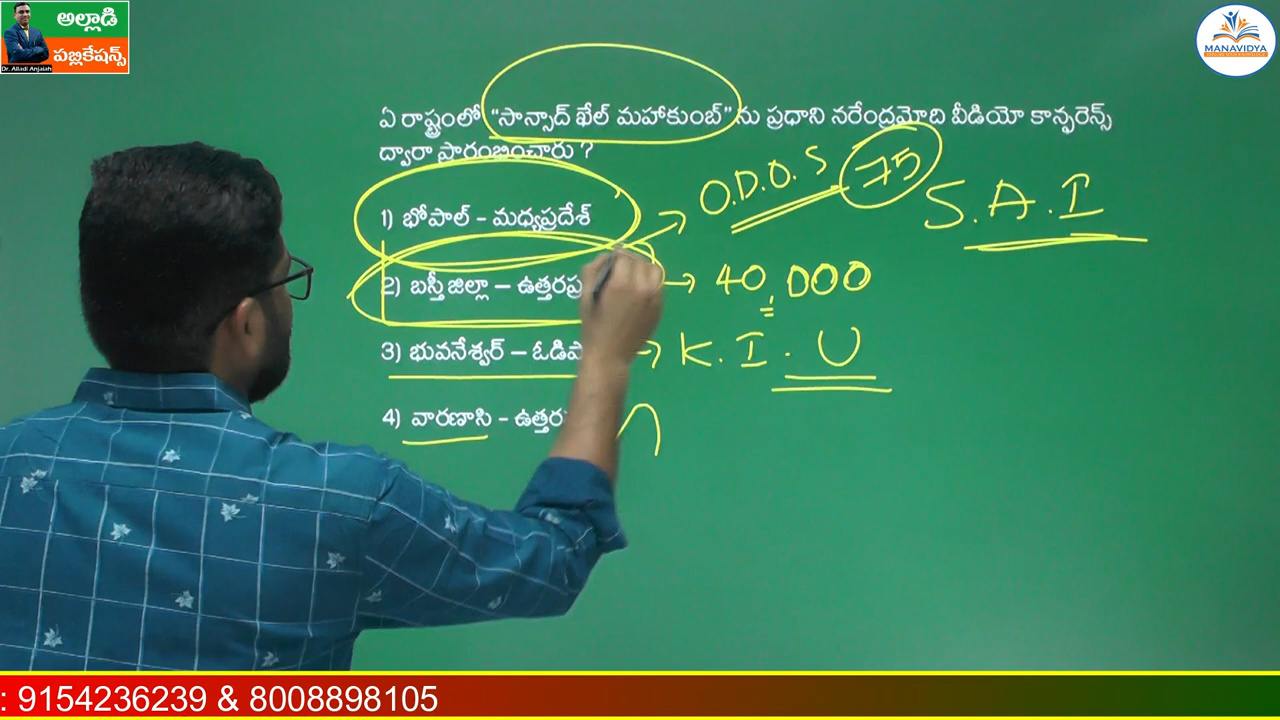 అల్లాడి
పబ్లికేషన్స్
Dr. Alladi Anjaiah
MANAVIDYA
ఏ రాష్ట్రంలో "సాన్సాద్ ఖేల్ మహాకుంబ్" ను ప్రధాని నరేంద్రమోది వీడియో కాన్ఫరెన్స్
ద్వారా ప్రారంభించారు ?
1) భోపాల్ - మధ్యప్రదేశ్
O.D.O.S 75
S.A.I
2) బస్తీ జిల్లా – ఉత్తరప్ర
→ 40,000
3) భువనేశ్వర్ – ఓడిషా
→ K.I.U
4) వారణాసి - ఉత్తర
: 9154236239 & 8008898105